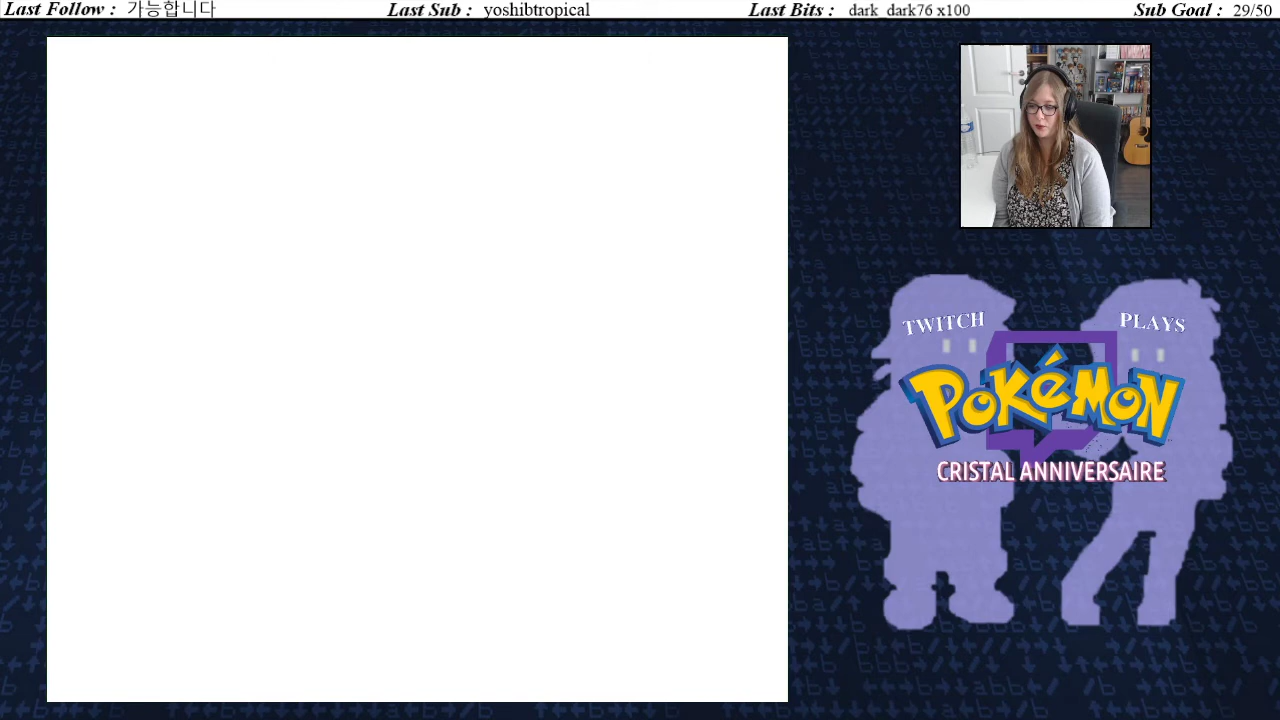 Last Follow : 가능합니다 Last Sub : yoshibtropical Last Bits : dark_dark76 x100 Sub Goal : 29/50
TWITCH PLAYS
POKéMON
CRISTAL ANNIVERSAIRE